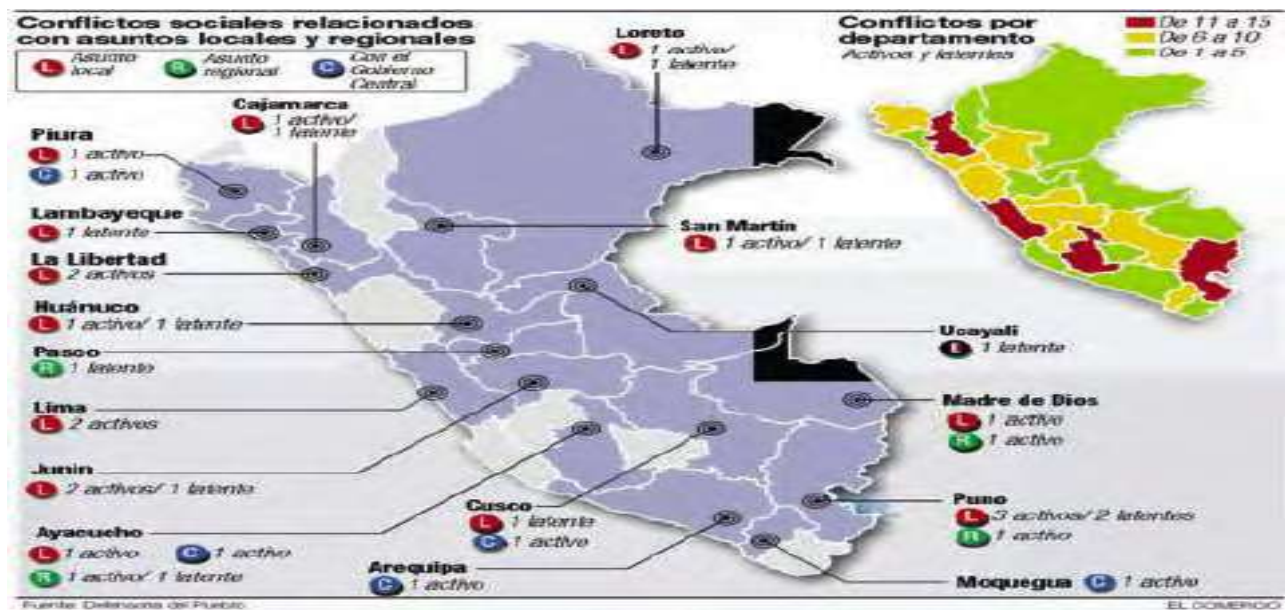 Conflictos sociales relacionados
con asuntos locales y regionales
L Asunto local
R Asunto regional
C Con el Gobierno Central
Conflictos por
departamento
Activos y latentes
De 11 a 15
De 6 a 10
De 1 a 5
Loreto
L 1 activo/
1 latente
Cajamarca
L 1 activo/
1 latente
Piura
L 1 activo
C 1 activo
Lambayeque
L 1 latente
La Libertad
L 2 activos
Huánuco
L 1 activo/ 1 latente
Pasco
R 1 latente
Lima
L 2 activos
Junín
L 2 activos/ 1 latente
Ayacucho
L 1 activo C 1 activo
R 1 activo/ 1 latente
Arequipa
C 1 activo
Cusco
L 1 latente
C 1 activo
San Martín
L 1 activo/ 1 latente
Ucayali
L 1 latente
Madre de Dios
L 1 activo
R 1 activo
Puno
L 3 activos/ 2 latentes
R 1 activo
Moquegua C 1 activo
Fuente: Defensoría del Pueblo
EL COMERCIO